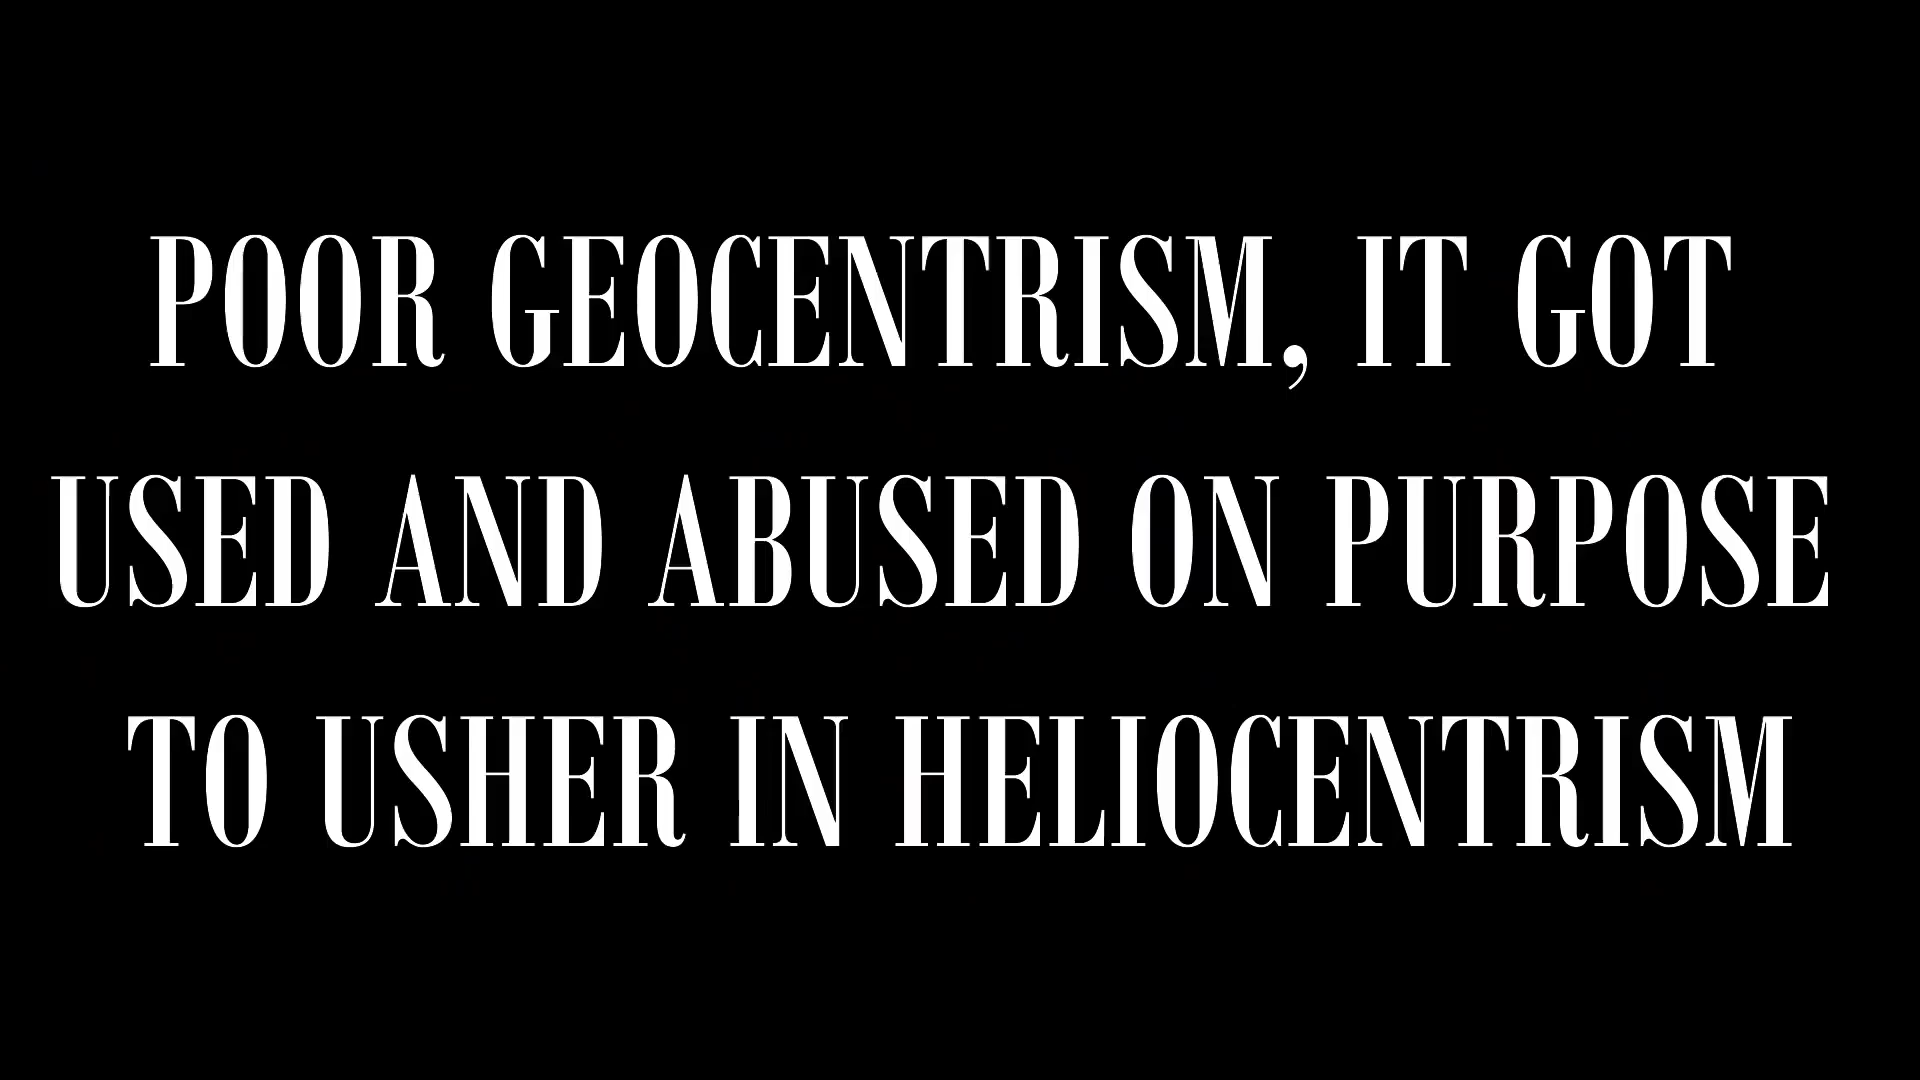 POOR GEOCENTRISM, IT GOT
USED AND ABUSED ON PURPOSE
TO USHER IN HELIOCENTRISM